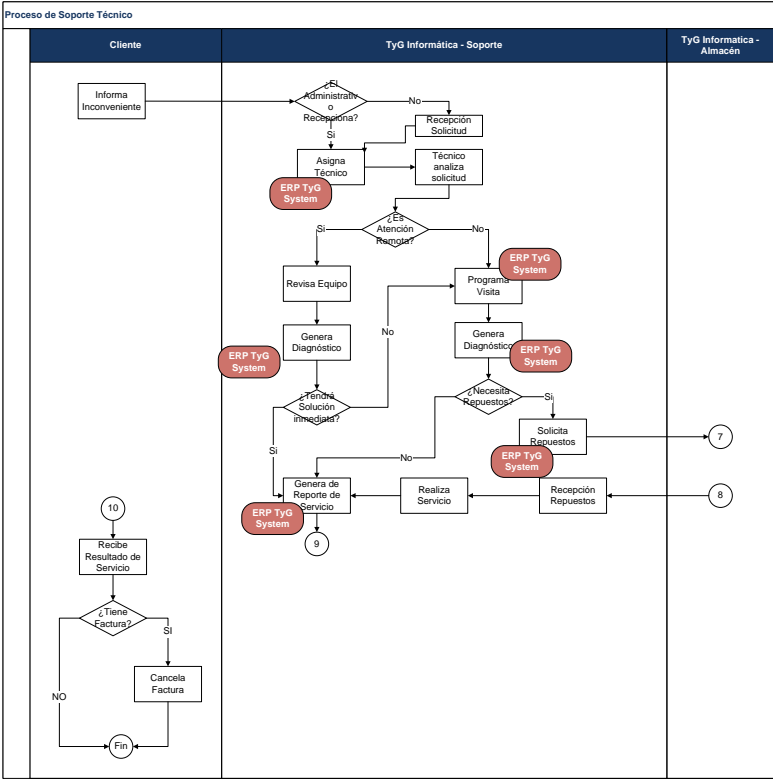 Proceso de Soporte Técnico
Cliente
TyG Informática - Soporte
TyG Informatica -
Almacén
Informa
Inconveniente
¿El
Administrativ
o
Recepciona?
No
Recepción
Solicitud
Si
Asigna
Técnico
Técnico
analiza
solicitud
ERP TyG
System
¿Es
Atención
Remota?
Si
No
ERP TyG
System
Revisa Equipo
Programa
Visita
No
Genera
Diagnóstico
Genera
Diagnóstico
ERP TyG
System
ERP TyG
System
¿Tendrá
Solución
inmediata?
¿Necesita
Repuestos?
Si
Solicita
Repuestos
7
Si
No
ERP TyG
System
Genera de
Reporte de
Servicio
Realiza
Servicio
Recepción
Repuestos
8
ERP TyG
System
9
10
Recibe
Resultado de
Servicio
¿Tiene
Factura?
SI
Cancela
Factura
NO
Fin